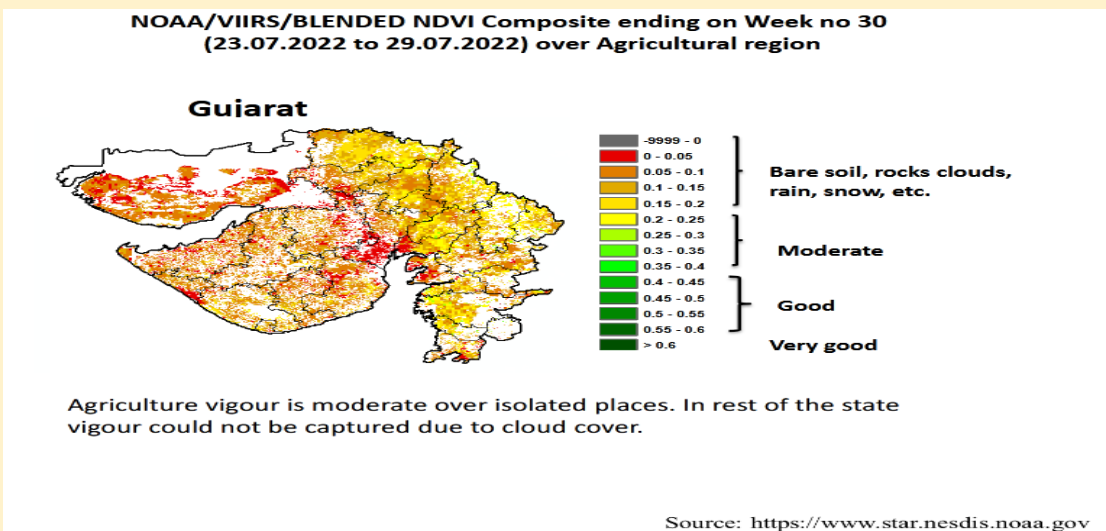 NOAA/VIIRS/BLENDED NDVI Composite ending on Week no 30
(23.07.2022 to 29.07.2022) over Agricultural region
Gujarat
-9999 - 0
0 - 0.05
0.05 - 0.1
0.1 - 0.15
0.15 - 0.2
0.2 - 0.25
0.25 - 0.3
0.3 - 0.35
0.35 - 0.4
0.4 - 0.45
0.45 - 0.5
0.5 - 0.55
0.55 - 0.6
> 0.6
Bare soil, rocks clouds,
rain, snow, etc.
Moderate
Good
Very good
Agriculture vigour is moderate over isolated places. In rest of the state
vigour could not be captured due to cloud cover.
Source: https://www.star.nesdis.noaa.gov